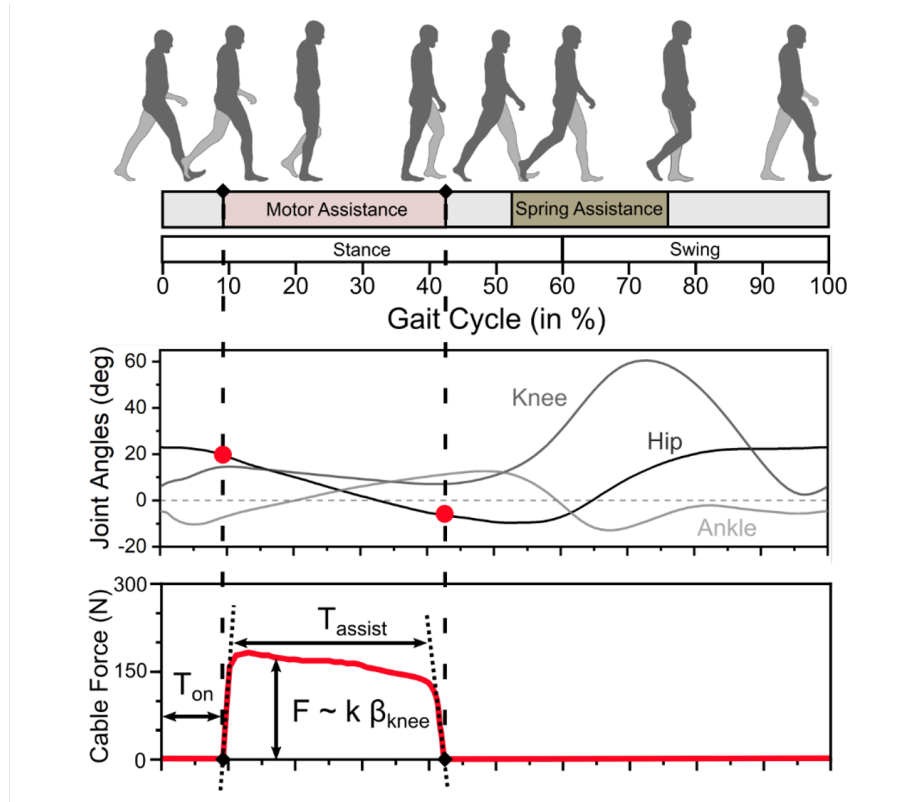 Motor Assistance
Spring Assistance
Stance
Swing
0 10 20 30 40 50 60 70 80 90 100
Gait Cycle (in %)
Joint Angles (deg)
60
40
20
0
-20
Knee
Hip
Ankle
Cable Force (N)
300
150
0
T_on
T_assist
F ~ k β_knee